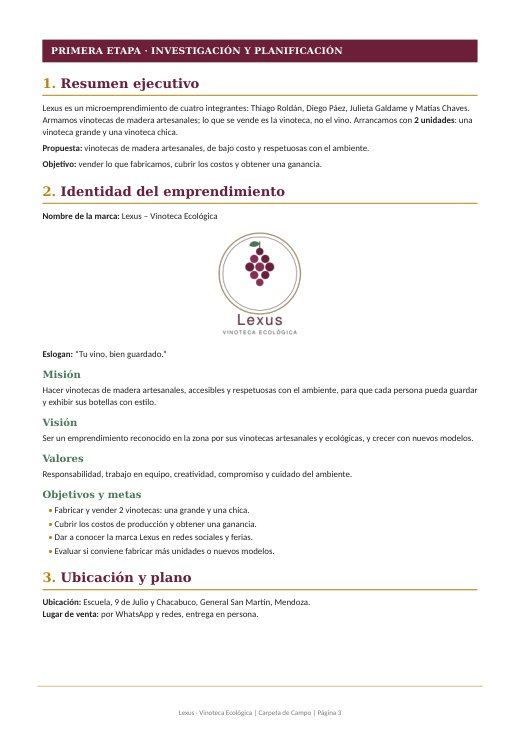 PRIMERA ETAPA · INVESTIGACIÓN Y PLANIFICACIÓN
1. Resumen ejecutivo
Lexus es un microemprendimiento de cuatro integrantes: Thiago Roldán, Diego Páez, Julieta Galdame y Matías Chaves.
Armamos vinotecas de madera artesanales; lo que se vende es la vinoteca, no el vino. Arrancamos con 2 unidades: una
vinoteca grande y una vinoteca chica.
Propuesta: vinotecas de madera artesanales, de bajo costo y respetuosas con el ambiente.
Objetivo: vender lo que fabricamos, cubrir los costos y obtener una ganancia.
2. Identidad del emprendimiento
Nombre de la marca: Lexus – Vinoteca Ecológica
Lexus
VINOTECA ECOLÓGICA
Eslogan: “Tu vino, bien guardado.”
Misión
Hacer vinotecas de madera artesanales, accesibles y respetuosas con el ambiente, para que cada persona pueda guardar
y exhibir sus botellas con estilo.
Visión
Ser un emprendimiento reconocido en la zona por sus vinotecas artesanales y ecológicas, y crecer con nuevos modelos.
Valores
Responsabilidad, trabajo en equipo, creatividad, compromiso y cuidado del ambiente.
Objetivos y metas
• Fabricar y vender 2 vinotecas: una grande y una chica.
• Cubrir los costos de producción y obtener una ganancia.
• Dar a conocer la marca Lexus en redes sociales y ferias.
• Evaluar si conviene fabricar más unidades o nuevos modelos.
3. Ubicación y plano
Ubicación: Escuela, 9 de Julio y Chacabuco, General San Martín, Mendoza.
Lugar de venta: por WhatsApp y redes, entrega en persona.
Lexus · Vinoteca Ecológica | Carpeta de Campo | Página 3